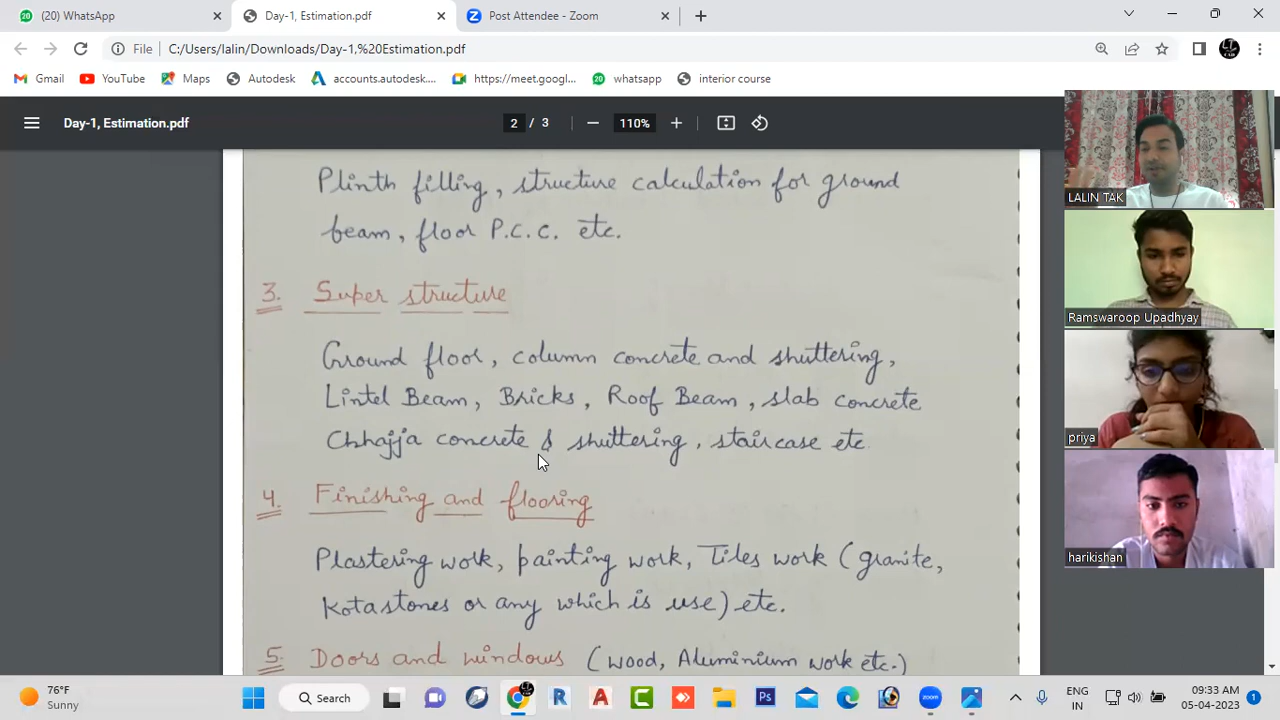 (20) WhatsApp
Day-1, Estimation.pdf
Post Attendee - Zoom
File
C:/Users/lalin/Downloads/Day-1,%20Estimation.pdf
Gmail
YouTube
Maps
Autodesk
accounts.autodesk....
https://meet.googl...
whatsapp
interior course
Day-1, Estimation.pdf
2 / 3
110%
Plinth filling, structure calculation for ground
beam, floor P.C.C. etc.
3. Super structure
Ground floor, column concrete and shuttering,
Lintel Beam, Bricks, Roof Beam, slab concrete
Chhajja concrete & shuttering, staircase etc
4. Finishing and flooring
Plastering work, painting work, Tiles work (granite,
Kotastones or any which is use) etc.
5. Doors and windows (wood, Aluminium work etc.)
LALIN TAK
Ramswaroop Upadhyay
priya
harikishan
76°F
Sunny
Search
ENG
IN
09:33 AM
05-04-2023